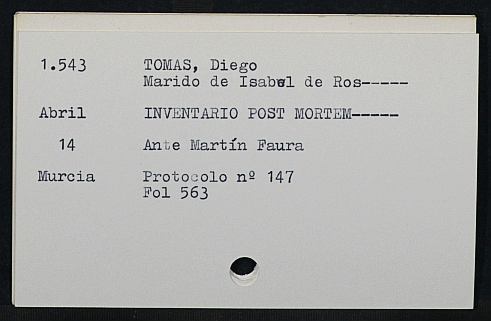 1.543 TOMAS, Diego
Marido de Isabel de Ros-----
Abril INVENTARIO POST MORTEM-----
14 Ante Martín Faura
Murcia Protocolo nº 147
Fol 563